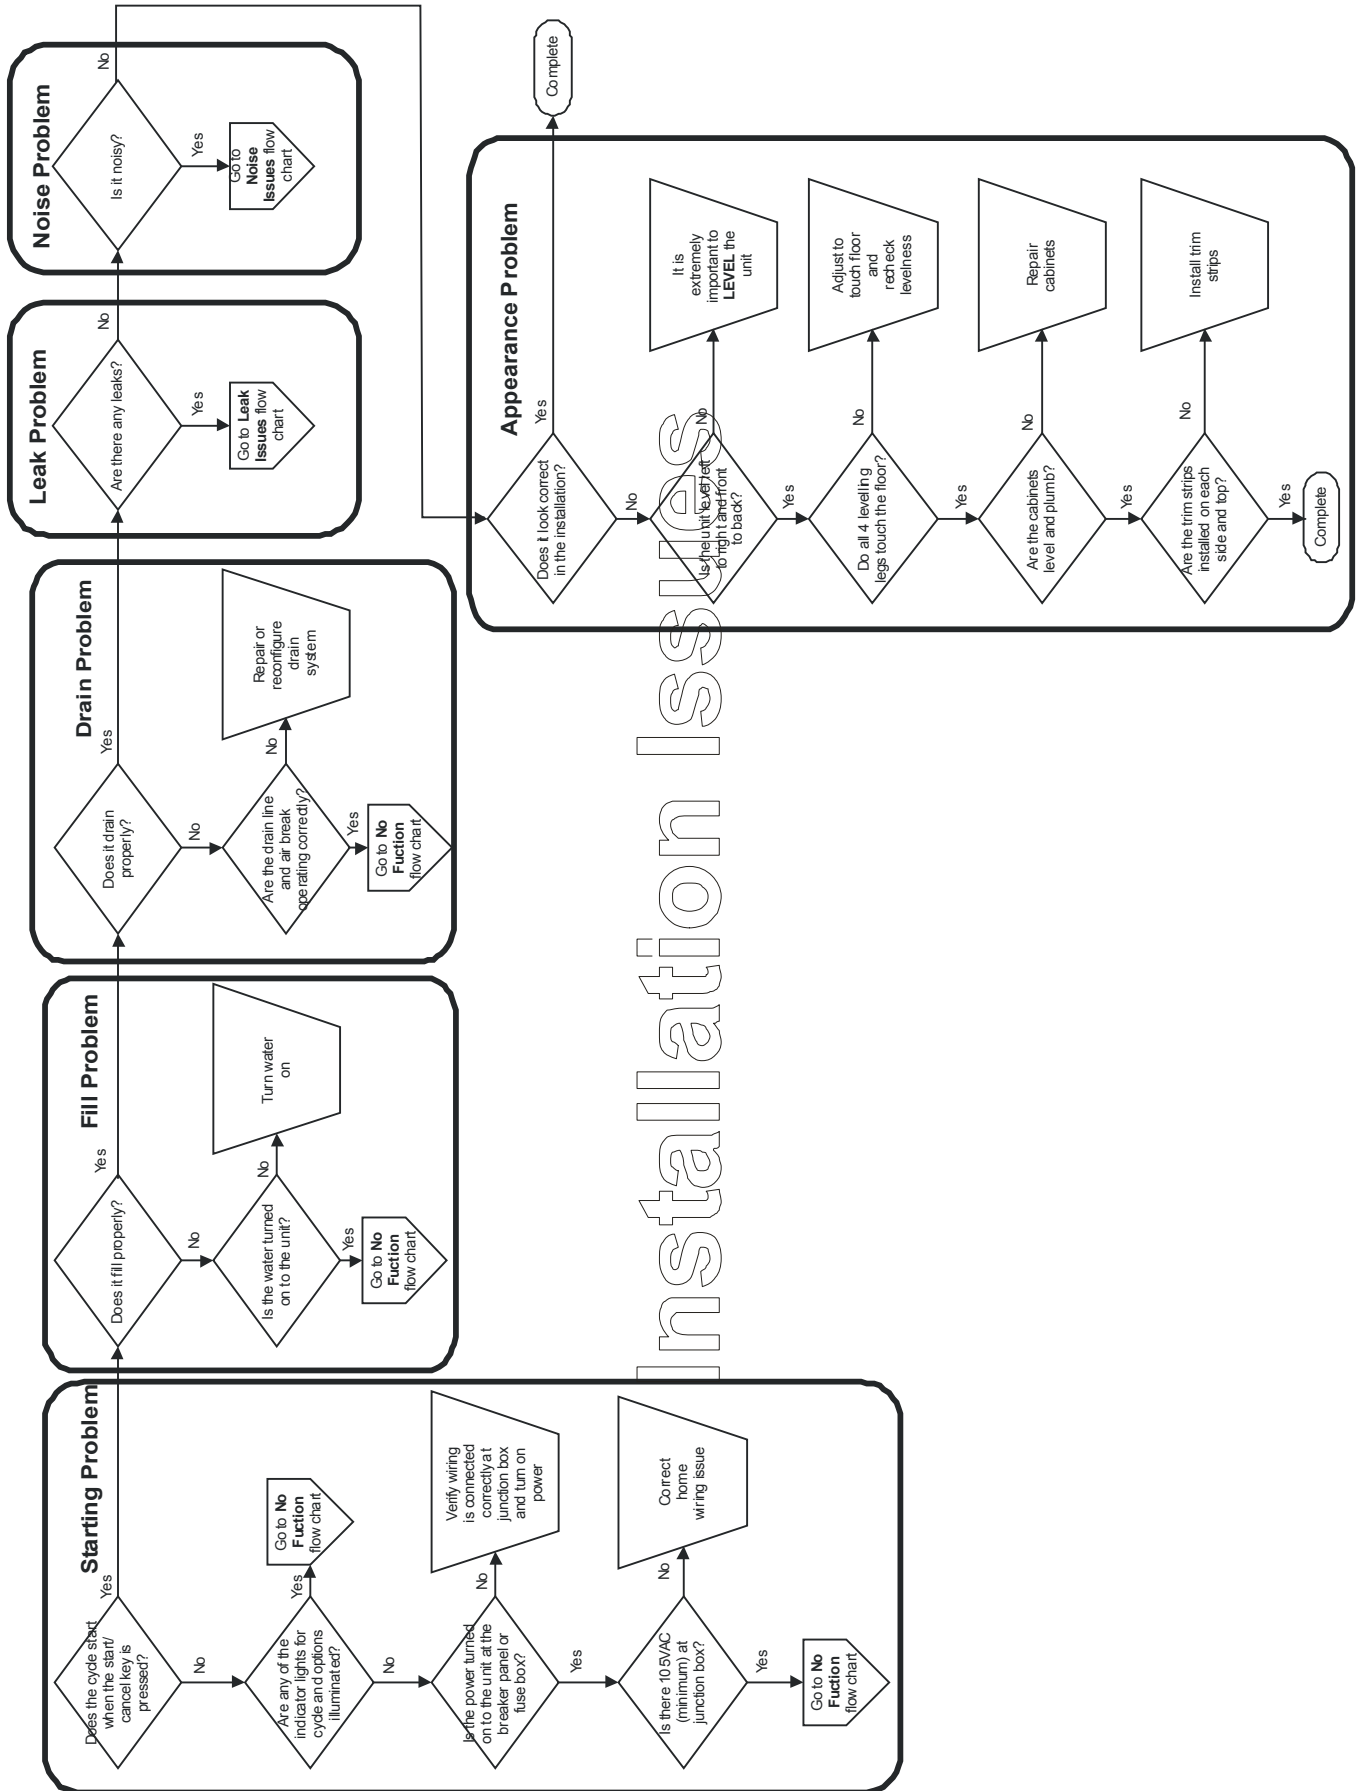 Installation Issues
Starting Problem
Does the cycle start
when the start/
cancel key is
pressed?
Yes
No
Are any of the
indicator lights for
cycle and options
illuminated?
Yes
Go to No
Fuction
flow chart
No
Is the power turned
on to the unit at the
breaker panel or
fuse box?
No
Verify wiring
is connected
correctly at
junction box
and turn on
power
Yes
Is there 105VAC
(minimum) at
junction box?
No
Correct
home
wiring issue
Yes
Go to No
Fuction
flow chart
Fill Problem
Does it fill properly?
Yes
No
Is the water turned
on to the unit?
No
Turn water
on
Yes
Go to No
Fuction
flow chart
Drain Problem
Does it drain
properly?
Yes
No
Are the drain line
and air break
operating correctly?
No
Repair or
reconfigure
drain
system
Yes
Go to No
Fuction
flow chart
Leak Problem
Are there any leaks?
No
Yes
Go to Leak
Issues flow
chart
Noise Problem
Is it noisy?
No
Yes
Go to
Noise
Issues flow
chart
Appearance Problem
Does it look correct
in the installation?
Yes
Complete
No
Is the unit level left
to right and front
to back?
No
It is
extremely
important to
LEVEL the
unit
Yes
Do all 4 levelling
legs touch the floor?
No
Adjust to
touch floor
and
recheck
levelness
Yes
Are the cabinets
level and plumb?
No
Repair
cabinets
Yes
Are the trim strips
installed on each
side and top?
No
Install trim
strips
Yes
Complete